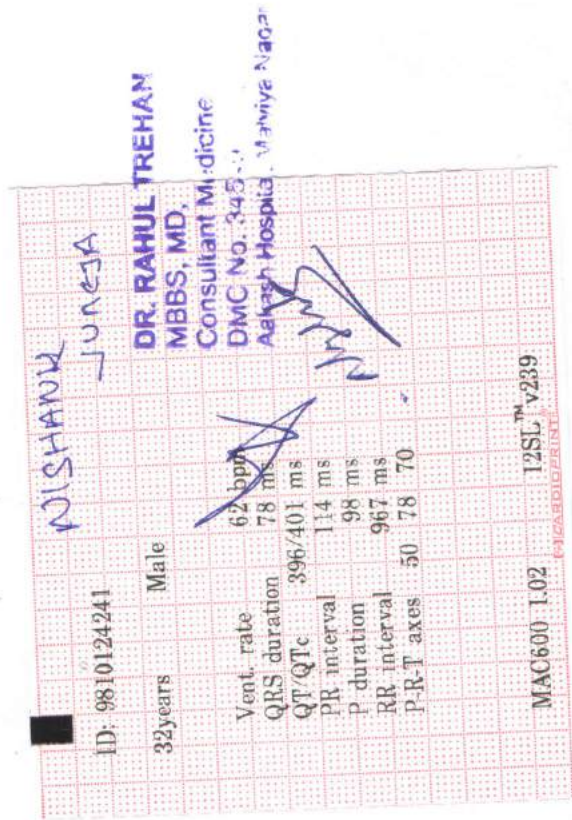 NISHANK
JUNEJA
DR. RAHUL TREHAN
MBBS, MD,
Consultant Medicine
DMC No.
Aakash Hospital, Malviya Nagar
ID: 9810124241
32years Male
Vent. rate 62 bpm
QRS duration 78 ms
QT/QTc 396/401 ms
PR interval 114 ms
P duration 98 ms
RR interval 967 ms
P-R-T axes 50 78 70
MAC600 1.02 12SL™ v239
CARDIOPRINT